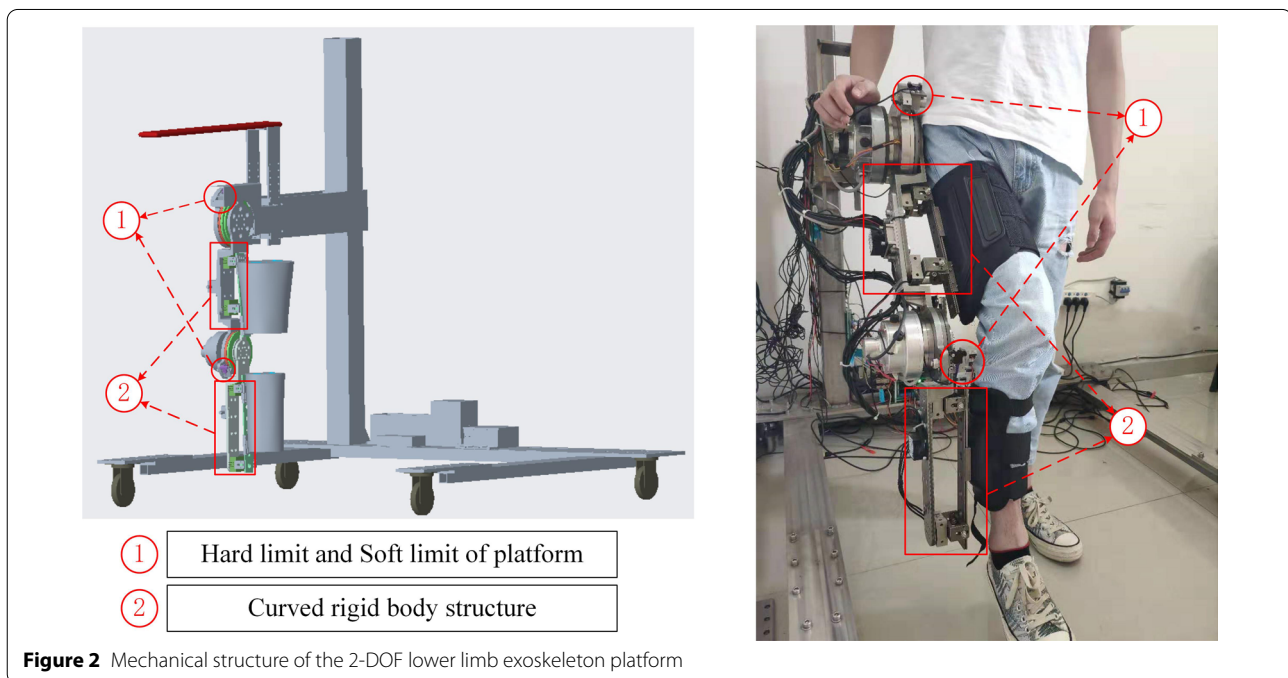 1
2
1
2
1 Hard limit and Soft limit of platform
2 Curved rigid body structure
Figure 2 Mechanical structure of the 2-DOF lower limb exoskeleton platform